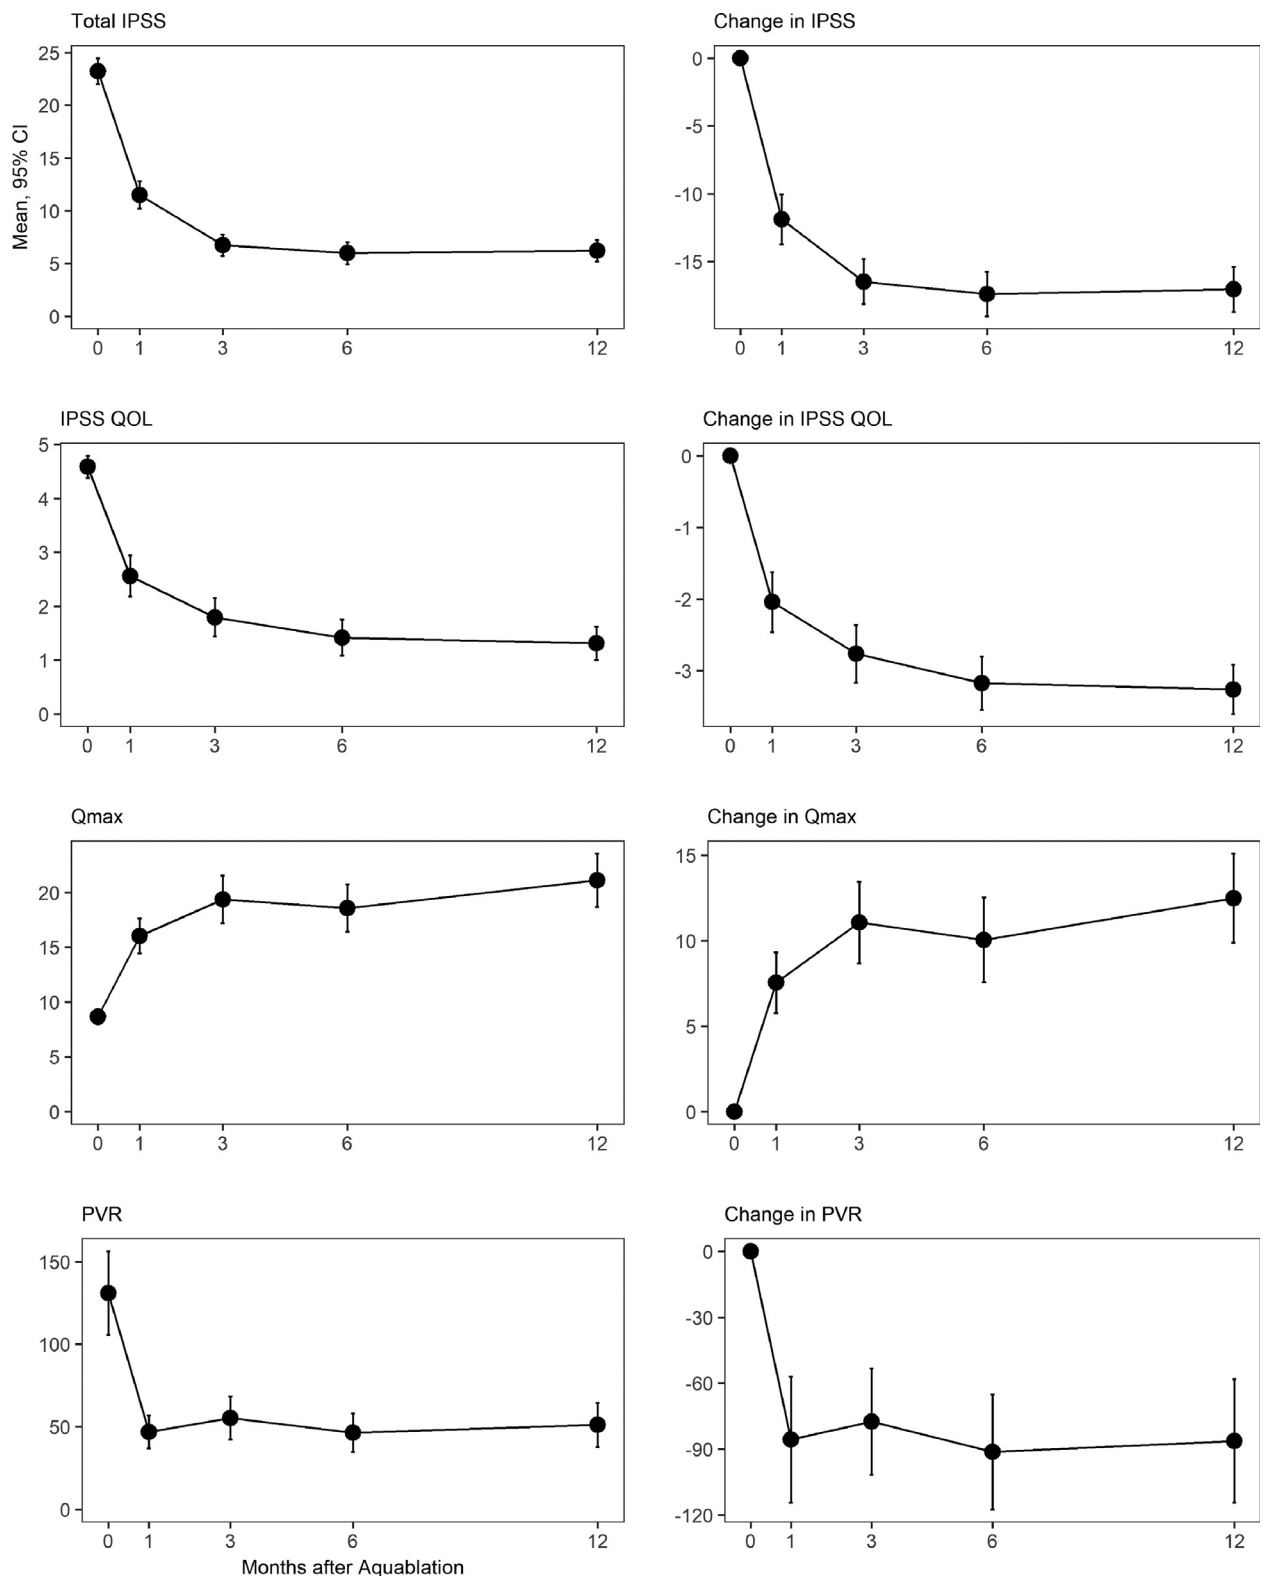 Total IPSS
Change in IPSS
Mean, 95% CI
25
20
15
10
5
0
0 1 3 6 12
0
-5
-10
-15
0 1 3 6 12
IPSS QOL
Change in IPSS QOL
5
4
3
2
1
0
0 1 3 6 12
0
-1
-2
-3
0 1 3 6 12
Qmax
Change in Qmax
20
15
10
5
0
0 1 3 6 12
15
10
5
0
0 1 3 6 12
PVR
Change in PVR
150
100
50
0
0 1 3 6 12
0
-30
-60
-90
-120
0 1 3 6 12
Months after Aquablation